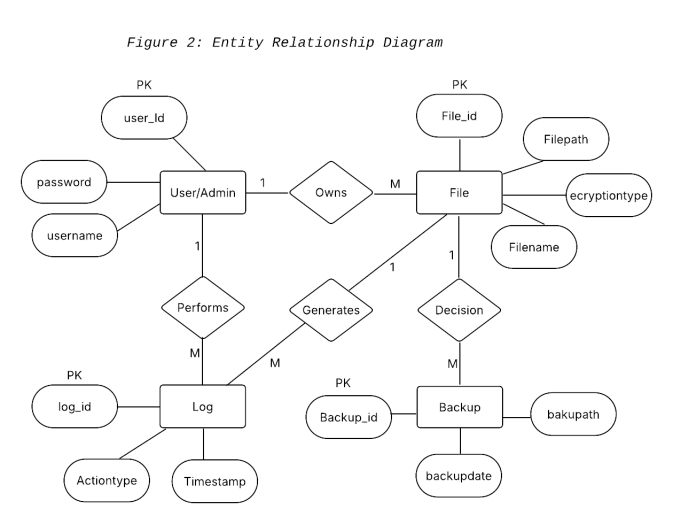 Figure 2: Entity Relationship Diagram
PK
PK
user_Id
File_id
Filepath
password
User/Admin
1
Owns
M
File
ecryptiontype
username
Filename
1
1
1
Performs
Generates
Decision
M
M
M
PK
PK
log_id
Log
Backup_id
Backup
bakupath
Actiontype
Timestamp
backupdate